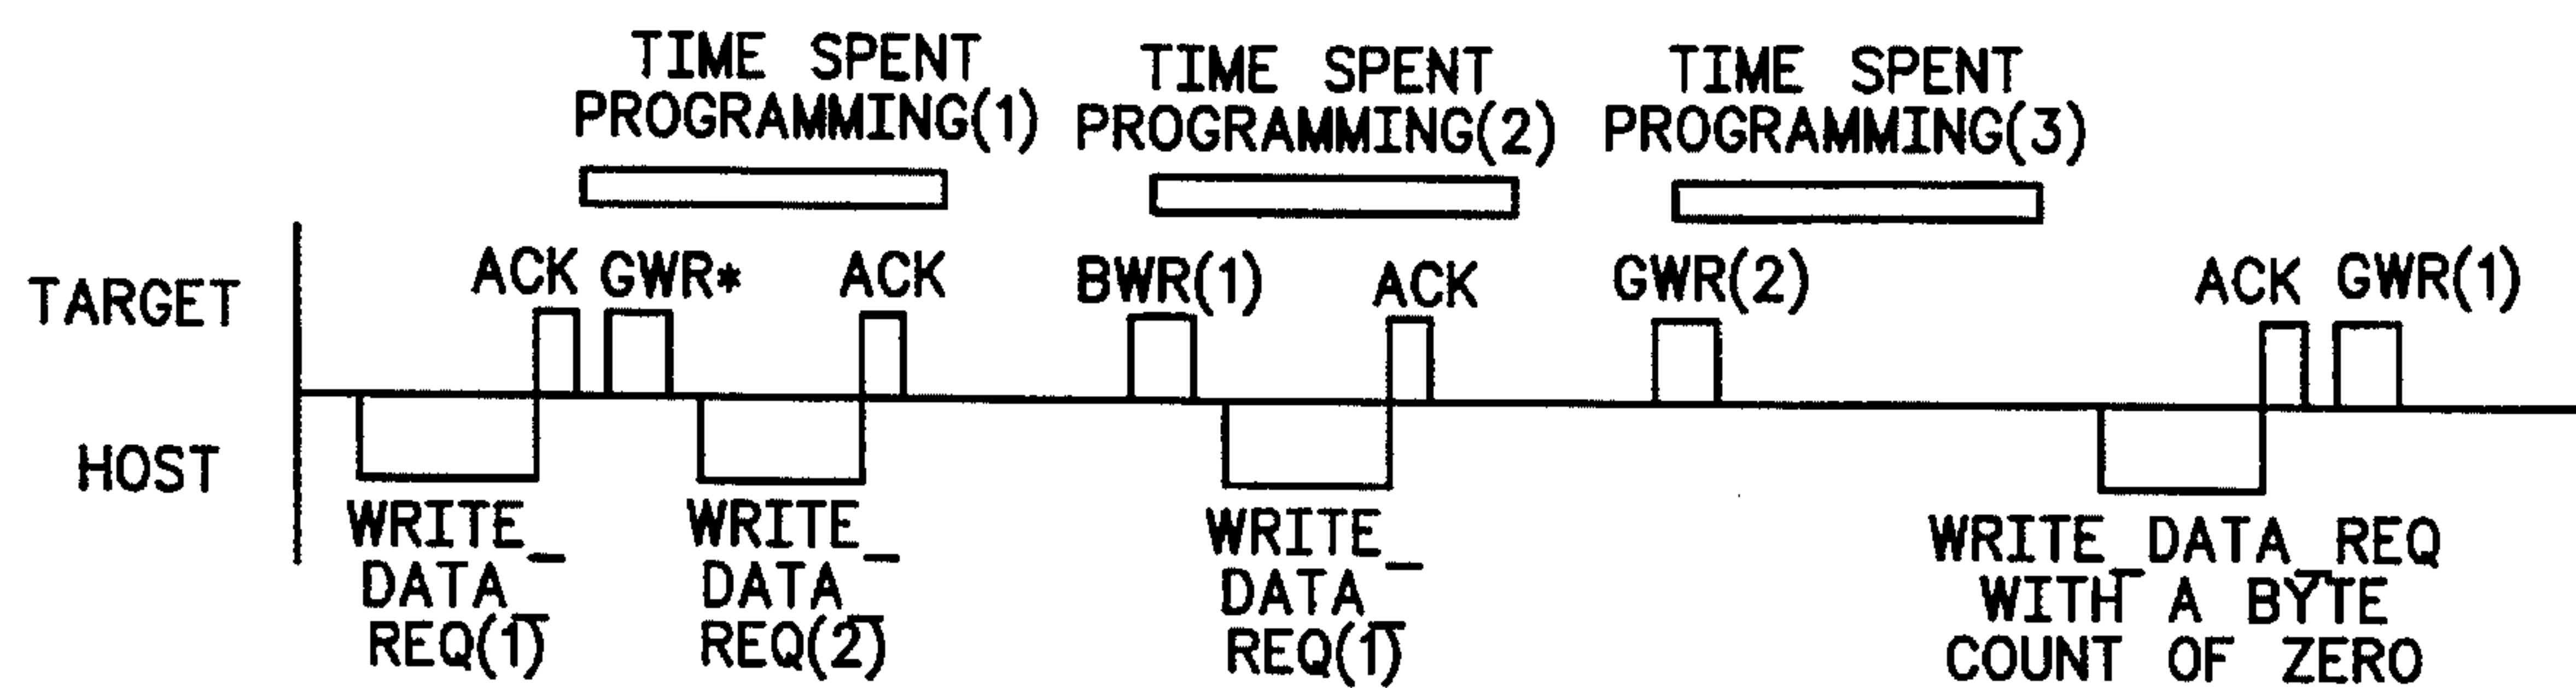 TIME SPENT
PROGRAMMING(1)
TIME SPENT
PROGRAMMING(2)
TIME SPENT
PROGRAMMING(3)
TARGET
ACK
GWR*
ACK
BWR(1)
ACK
GWR(2)
ACK
GWR(1)
HOST
WRITE_
DATA_
REQ(1)
WRITE_
DATA_
REQ(2)
WRITE_
DATA_
REQ(1)
WRITE_DATA_REQ
WITH A BYTE
COUNT OF ZERO